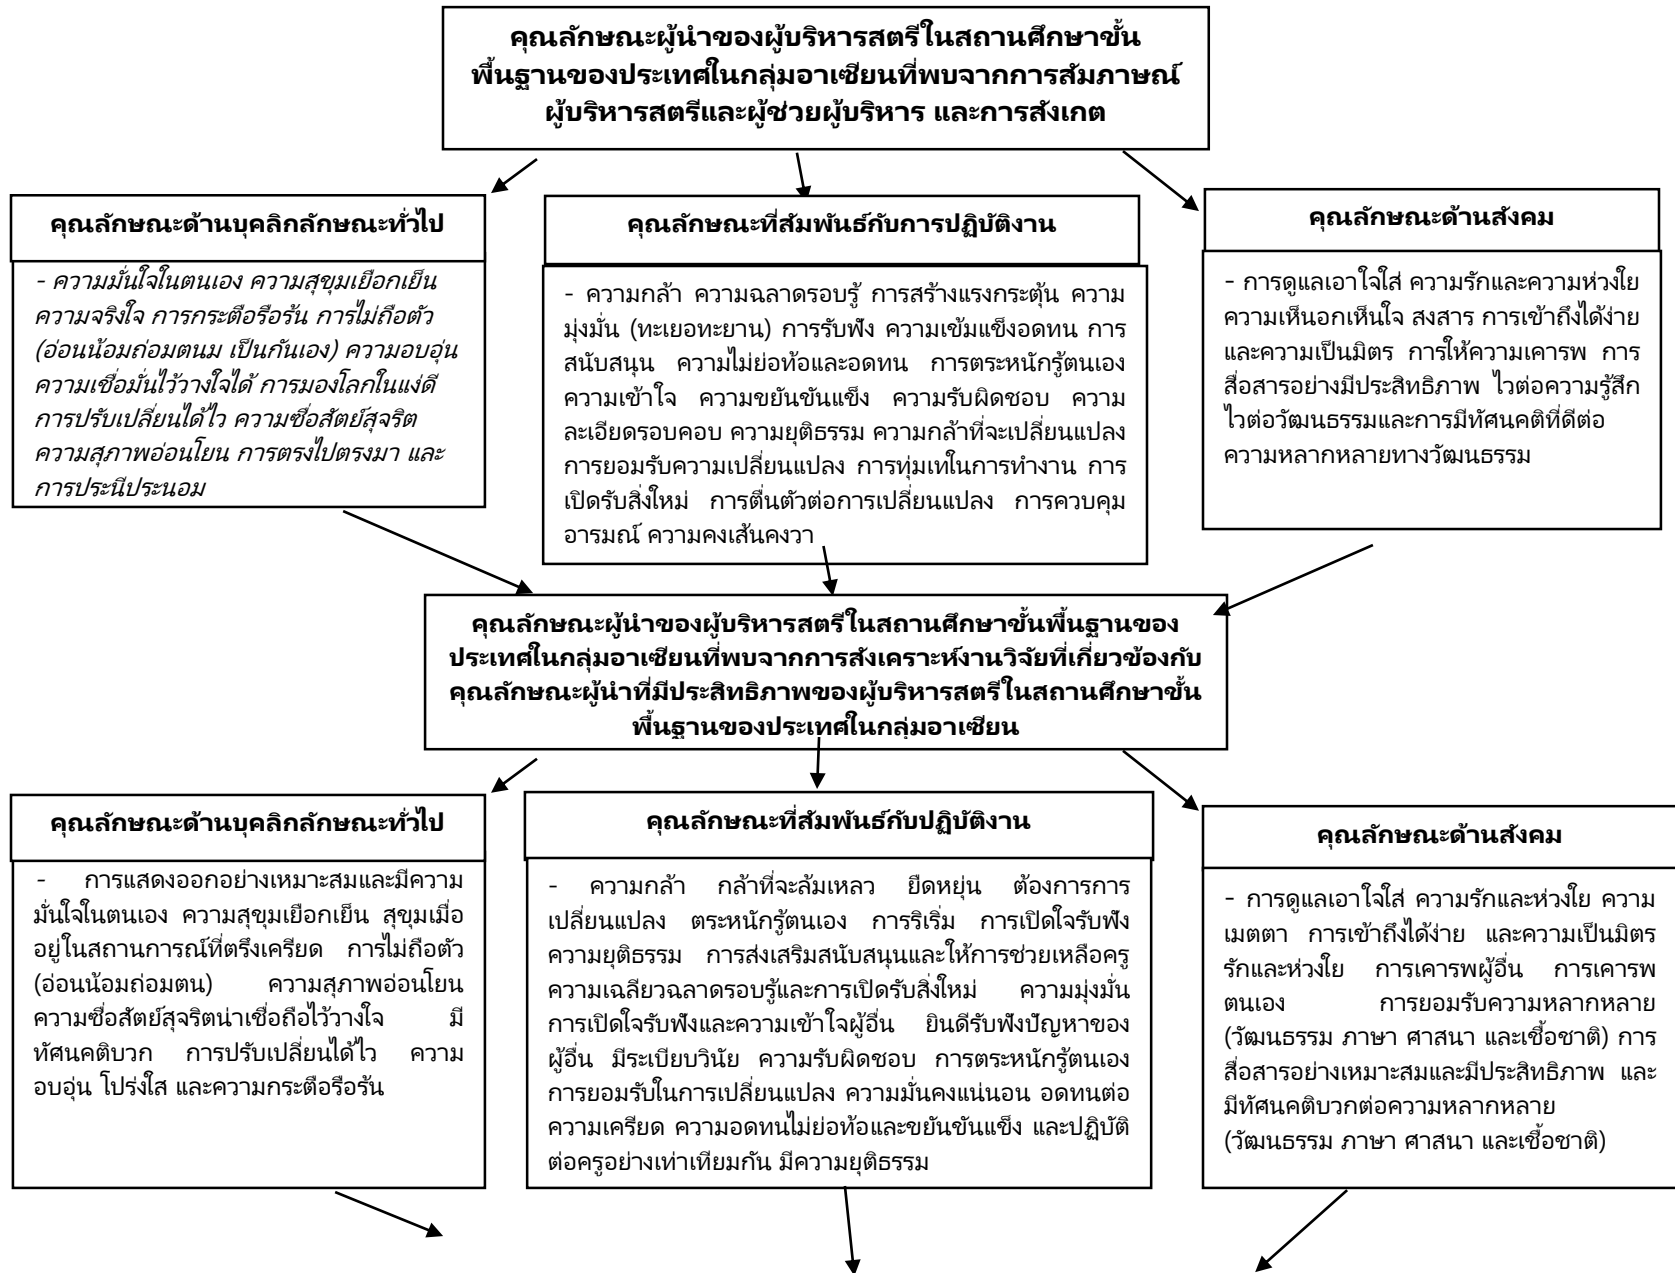 คุณลักษณะผู้นำของผู้บริหารสตรีในสถานศึกษาขั้น
พื้นฐานของประเทศในกลุ่มอาเซียนที่พบจากการสัมภาษณ์
ผู้บริหารสตรีและผู้ช่วยผู้บริหาร และการสังเกต
คุณลักษณะด้านบุคลิกลักษณะทั่วไป
- ความมั่นใจในตนเอง ความสุขุมเยือกเย็น
ความจริงใจ การกระตือรือร้น การไม่ถือตัว
(อ่อนน้อมถ่อมตนม เป็นกันเอง) ความอบอุ่น
ความเชื่อมั่นไว้วางใจได้ การมองโลกในแง่ดี
การปรับเปลี่ยนได้ไว ความซื่อสัตย์สุจริต
ความสุภาพอ่อนโยน การตรงไปตรงมา และ
การประนีประนอม
คุณลักษณะที่สัมพันธ์กับการปฏิบัติงาน
- ความกล้า ความฉลาดรอบรู้ การสร้างแรงกระตุ้น ความ
มุ่งมั่น (ทะเยอทะยาน) การรับฟัง ความเข้มแข็งอดทน การ
สนับสนุน ความไม่ย่อท้อและอดทน การตระหนักรู้ตนเอง
ความเข้าใจ ความขยันขันแข็ง ความรับผิดชอบ ความ
ละเอียดรอบคอบ ความยุติธรรม ความกล้าที่จะเปลี่ยนแปลง
การยอมรับความเปลี่ยนแปลง การทุ่มเทในการทำงาน การ
เปิดรับสิ่งใหม่ การตื่นตัวต่อการเปลี่ยนแปลง การควบคุม
อารมณ์ ความคงเส้นคงวา
คุณลักษณะด้านสังคม
- การดูแลเอาใจใส่ ความรักและความห่วงใย
ความเห็นอกเห็นใจ สงสาร การเข้าถึงได้ง่าย
และความเป็นมิตร การให้ความเคารพ การ
สื่อสารอย่างมีประสิทธิภาพ ไวต่อความรู้สึก
ไวต่อวัฒนธรรมและการมีทัศนคติที่ดีต่อ
ความหลากหลายทางวัฒนธรรม
คุณลักษณะผู้นำของผู้บริหารสตรีในสถานศึกษาขั้นพื้นฐานของ
ประเทศในกลุ่มอาเซียนที่พบจากการสังเคราะห์งานวิจัยที่เกี่ยวข้องกับ
คุณลักษณะผู้นำที่มีประสิทธิภาพของผู้บริหารสตรีในสถานศึกษาขั้น
พื้นฐานของประเทศในกลุ่มอาเซียน
คุณลักษณะด้านบุคลิกลักษณะทั่วไป
- การแสดงออกอย่างเหมาะสมและมีความ
มั่นใจในตนเอง ความสุขุมเยือกเย็น สุขุมเมื่อ
อยู่ในสถานการณ์ที่ตรึงเครียด การไม่ถือตัว
(อ่อนน้อมถ่อมตน) ความสุภาพอ่อนโยน
ความซื่อสัตย์สุจริตน่าเชื่อถือไว้วางใจ มี
ทัศนคติบวก การปรับเปลี่ยนได้ไว ความ
อบอุ่น โปร่งใส และความกระตือรือร้น
คุณลักษณะที่สัมพันธ์กับปฏิบัติงาน
- ความกล้า กล้าที่จะล้มเหลว ยืดหยุ่น ต้องการการ
เปลี่ยนแปลง ตระหนักรู้ตนเอง การริเริ่ม การเปิดใจรับฟัง
ความยุติธรรม การส่งเสริมสนับสนุนและให้การช่วยเหลือครู
ความเฉลียวฉลาดรอบรู้และการเปิดรับสิ่งใหม่ ความมุ่งมั่น
การเปิดใจรับฟังและความเข้าใจผู้อื่น ยินดีรับฟังปัญหาของ
ผู้อื่น มีระเบียบวินัย ความรับผิดชอบ การตระหนักรู้ตนเอง
การยอมรับในการเปลี่ยนแปลง ความมั่นคงแน่นอน อดทนต่อ
ความเครียด ความอดทนไม่ย่อท้อและขยันขันแข็ง และปฏิบัติ
ต่อครูอย่างเท่าเทียมกัน มีความยุติธรรม
คุณลักษณะด้านสังคม
- การดูแลเอาใจใส่ ความรักและห่วงใย ความ
เมตตา การเข้าถึงได้ง่าย และความเป็นมิตร
รักและห่วงใย การเคารพผู้อื่น การเคารพ
ตนเอง การยอมรับความหลากหลาย
(วัฒนธรรม ภาษา ศาสนา และเชื้อชาติ) การ
สื่อสารอย่างเหมาะสมและมีประสิทธิภาพ และ
มีทัศนคติบวกต่อความหลากหลาย
(วัฒนธรรม ภาษา ศาสนา และเชื้อชาติ)